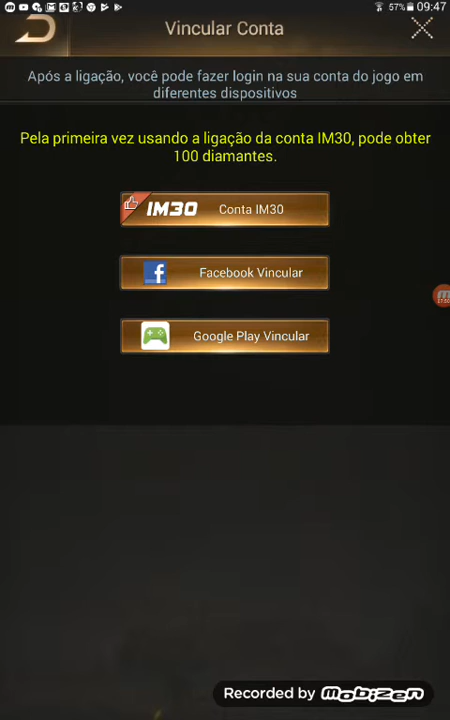 57% 09:47
Vincular Conta
Após a ligação, você pode fazer login na sua conta do jogo em
diferentes dispositivos
Pela primeira vez usando a ligação da conta IM30, pode obter
100 diamantes.
IM30 Conta IM30
f Facebook Vincular
Google Play Vincular
Recorded by Mobizen